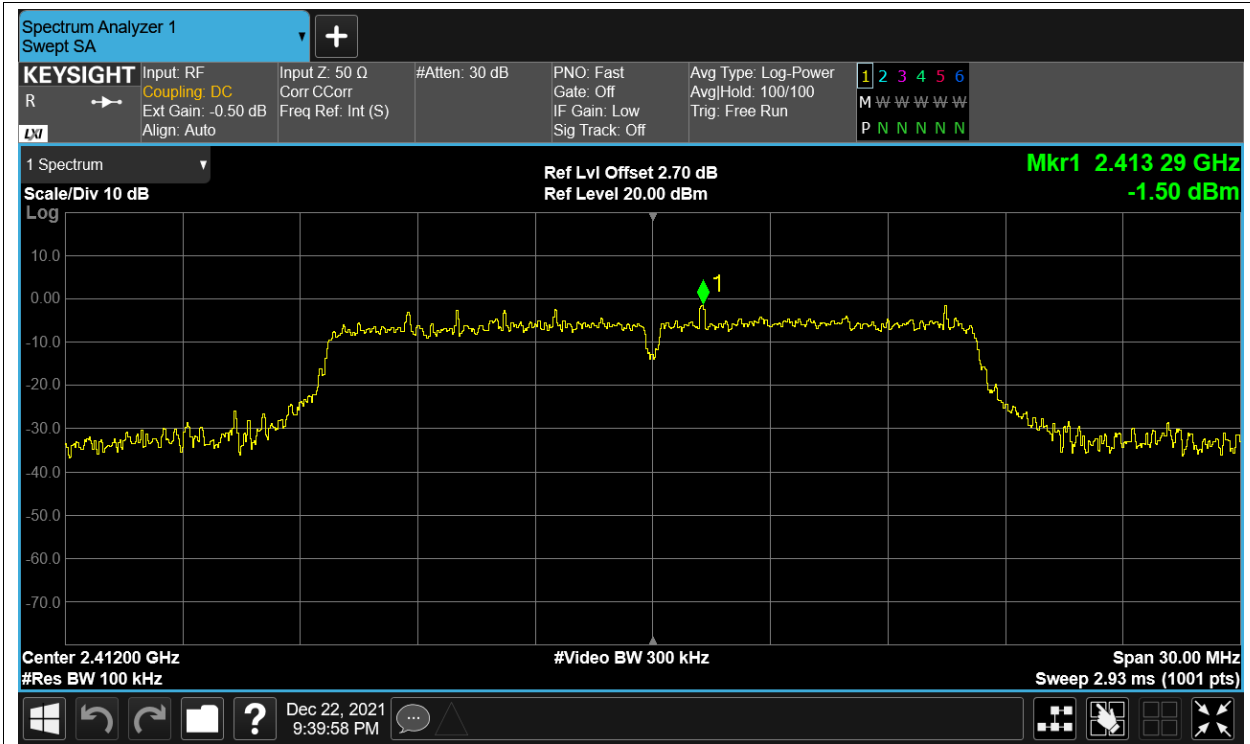 Spectrum Analyzer 1
Swept SA
KEYSIGHT
R
LXI
Input: RF
Coupling: DC
Ext Gain: -0.50 dB
Align: Auto
Input Z: 50 Ω
Corr CCorr
Freq Ref: Int (S)
#Atten: 30 dB
PNO: Fast
Gate: Off
IF Gain: Low
Sig Track: Off
Avg Type: Log-Power
Avg|Hold: 100/100
Trig: Free Run
1 2 3 4 5 6
M W W W W W
P N N N N N
1 Spectrum
Scale/Div 10 dB
Log
Ref Lvl Offset 2.70 dB
Ref Level 20.00 dBm
Mkr1 2.413 29 GHz
-1.50 dBm
1
10.0
0.00
-10.0
-20.0
-30.0
-40.0
-50.0
-60.0
-70.0
Center 2.41200 GHz
#Res BW 100 kHz
#Video BW 300 kHz
Span 30.00 MHz
Sweep 2.93 ms (1001 pts)
?
Dec 22, 2021
9:39:58 PM